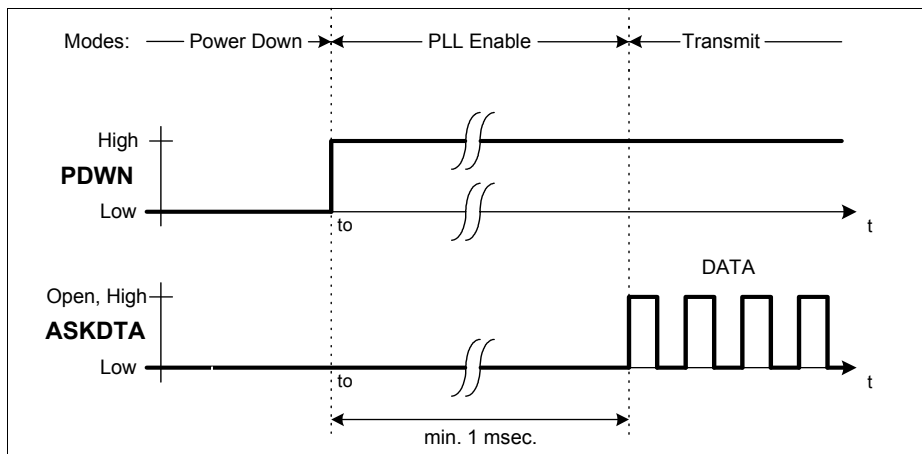 Modes: Power Down PLL Enable Transmit
High
PDWN
Low
to
t
DATA
Open, High
ASKDTA
Low
to
t
min. 1 msec.